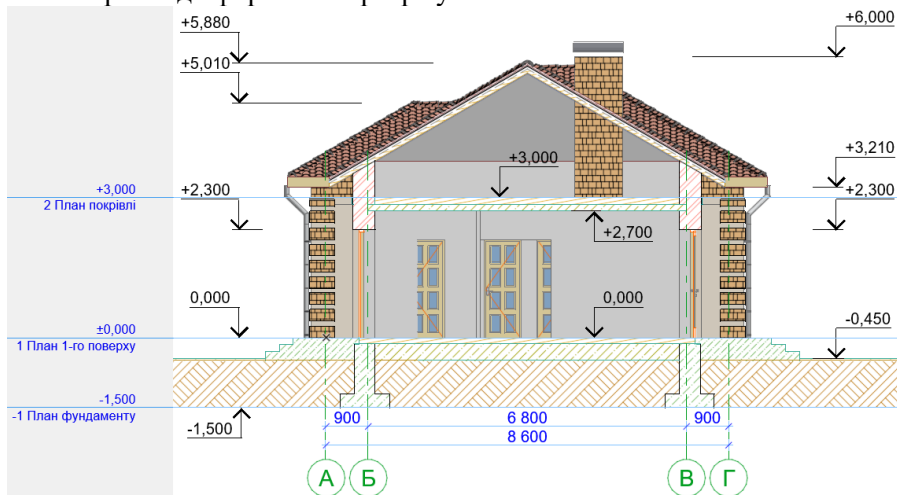 +5,880
+6,000
+5,010
+3,000
+3,210
+3,000
2 План покрівлі
+2,300
+2,300
+2,700
0,000
0,000
±0,000
1 План 1-го поверху
-0,450
-1,500
-1 План фундаменту
-1,500
900
6 800
900
8 600
А
Б
В
Г